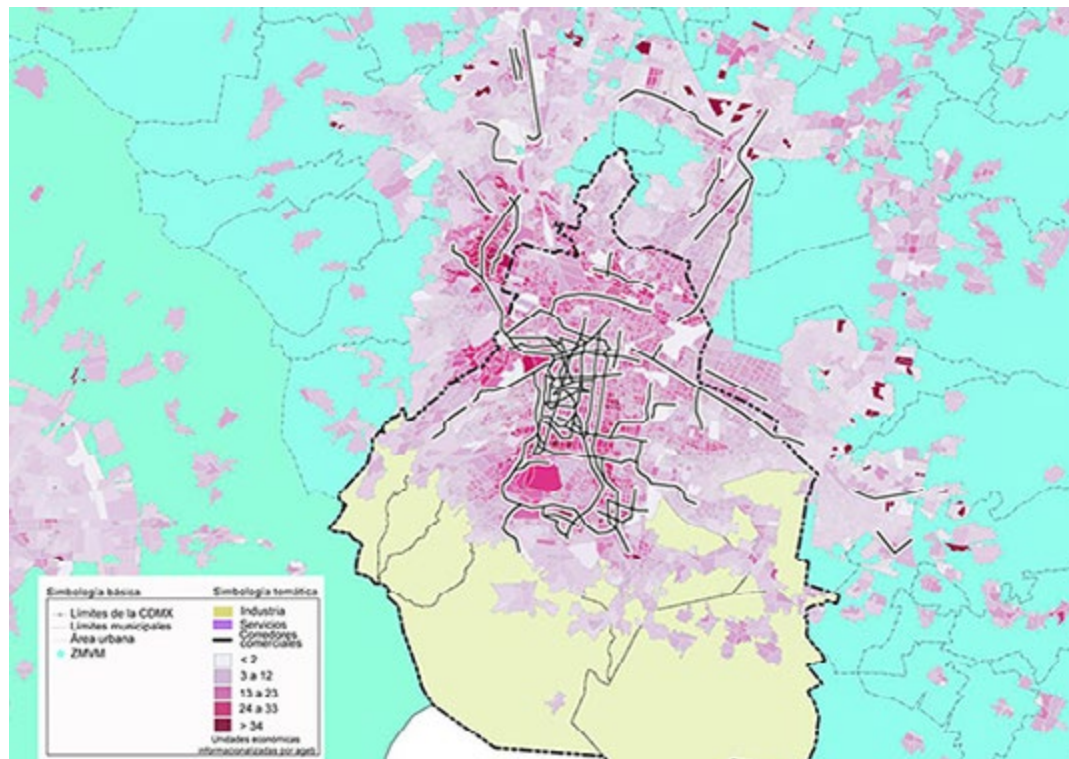 Simbología básica
Límites de la CDMX
Límites municipales
Área urbana
ZMVM
Simbología temática
Industria
Servicios
Corredores
comerciales
< 2
3 a 12
13 a 23
24 a 33
> 34
Unidades económicas
informacionalizadas por ageb